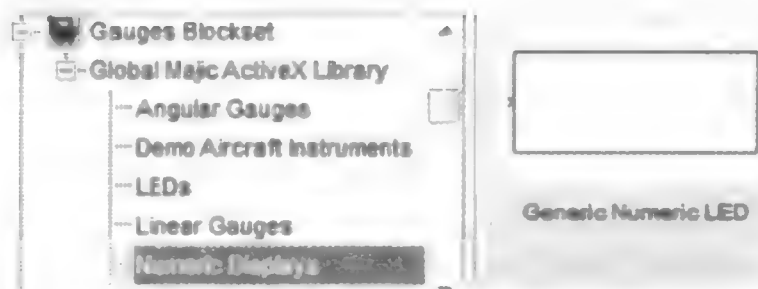 Gauges Blockset
Global Majic ActiveX Library
Angular Gauges
Demo Aircraft Instruments
LEDs
Linear Gauges
Numeric Displays
Generic Numeric LED